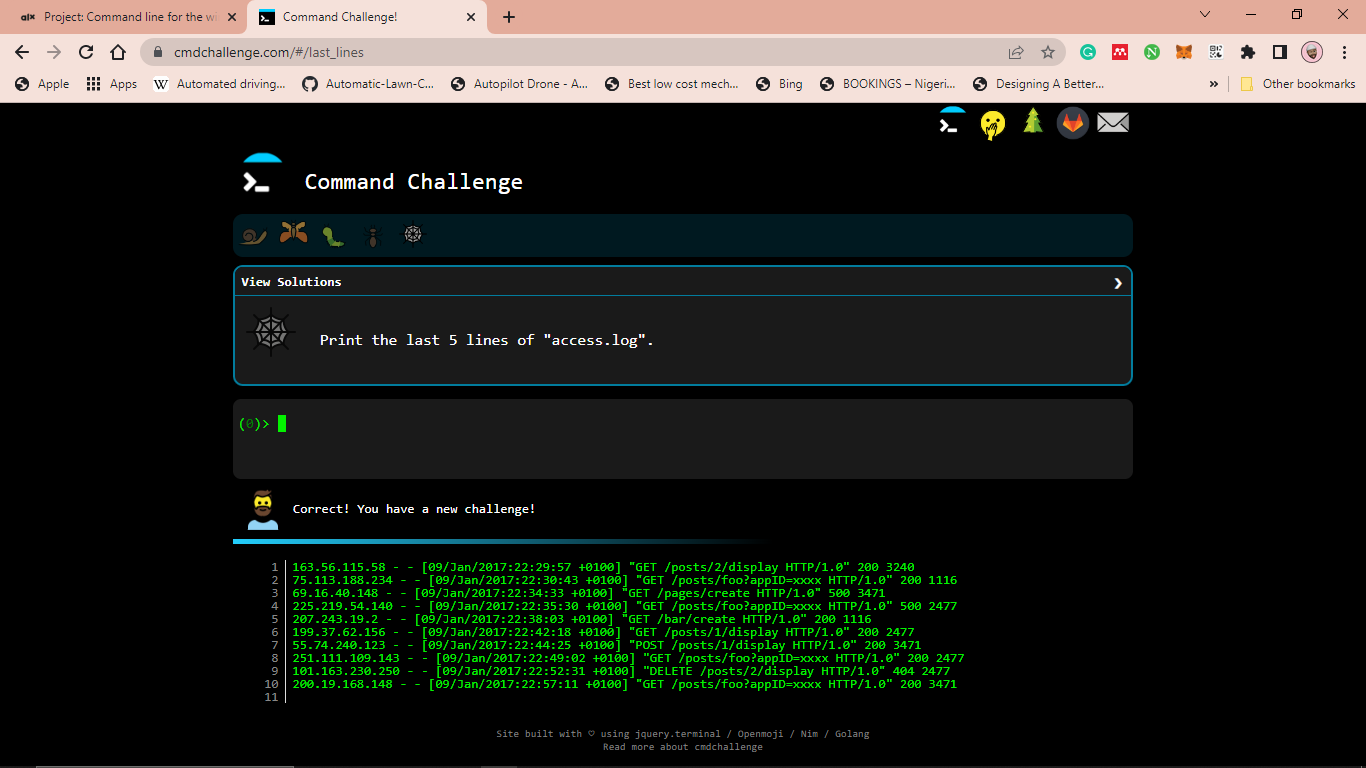 alx Project: Command line for the wi
Command Challenge!
cmdchallenge.com/#/last_lines
Apple Apps Automated driving... Automatic-Lawn-C... Autopilot Drone - A... Best low cost mech... Bing BOOKINGS – Nigeri... Designing A Better... » Other bookmarks
Command Challenge
View Solutions
Print the last 5 lines of "access.log".
(0)>
Correct! You have a new challenge!
1 163.56.115.58 - - [09/Jan/2017:22:29:57 +0100] "GET /posts/2/display HTTP/1.0" 200 3240
2 75.113.188.234 - - [09/Jan/2017:22:30:43 +0100] "GET /posts/foo?appID=xxxx HTTP/1.0" 200 1116
3 69.16.40.148 - - [09/Jan/2017:22:34:33 +0100] "GET /pages/create HTTP/1.0" 500 3471
4 225.219.54.140 - - [09/Jan/2017:22:35:30 +0100] "GET /posts/foo?appID=xxxx HTTP/1.0" 500 2477
5 207.243.19.2 - - [09/Jan/2017:22:38:03 +0100] "GET /bar/create HTTP/1.0" 200 1116
6 199.37.62.156 - - [09/Jan/2017:22:42:18 +0100] "GET /posts/1/display HTTP/1.0" 200 2477
7 55.74.240.123 - - [09/Jan/2017:22:44:25 +0100] "POST /posts/1/display HTTP/1.0" 200 3471
8 251.111.109.143 - - [09/Jan/2017:22:49:02 +0100] "GET /posts/foo?appID=xxxx HTTP/1.0" 200 2477
9 101.163.230.250 - - [09/Jan/2017:22:52:31 +0100] "DELETE /posts/2/display HTTP/1.0" 404 2477
10 200.19.168.148 - - [09/Jan/2017:22:57:11 +0100] "GET /posts/foo?appID=xxxx HTTP/1.0" 200 3471
11
Site built with ♡ using jquery.terminal / Openmoji / Nim / Golang
Read more about cmdchallenge